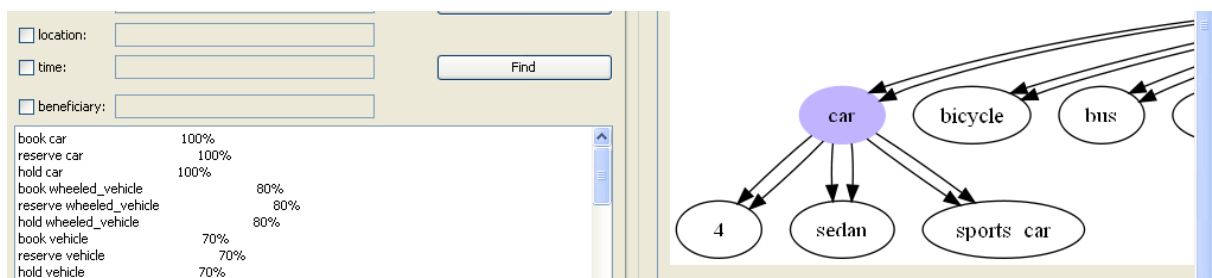 location:
time:
Find
beneficiary:
book car 100%
reserve car 100%
hold car 100%
book wheeled_vehicle 80%
reserve wheeled_vehicle 80%
hold wheeled_vehicle 80%
book vehicle 70%
reserve vehicle 70%
hold vehicle 70%
car
bicycle
bus
4
sedan
sports car